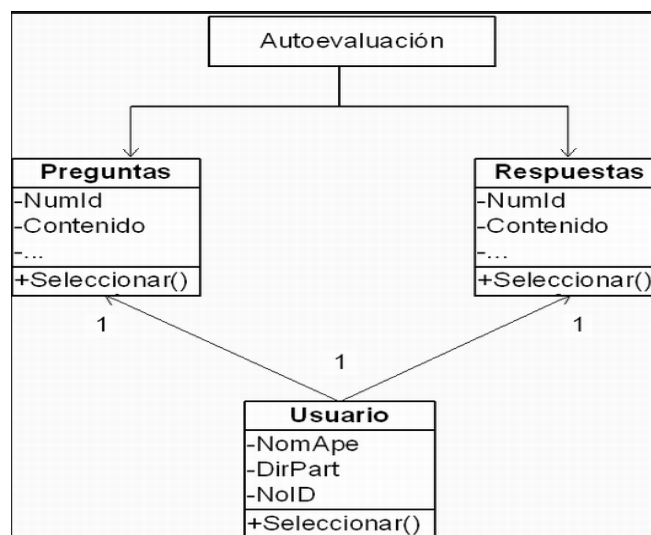 Autoevaluación
Preguntas
-NumId
-Contenido
-...
+Seleccionar()
Respuestas
-NumId
-Contenido
-...
+Seleccionar()
1
1
1
Usuario
-NomApe
-DirPart
-NoID
+Seleccionar()